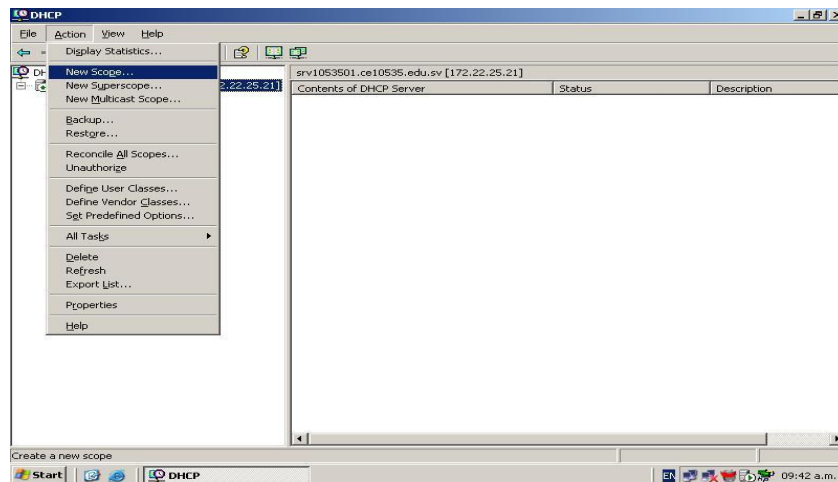 DHCP
File Action View Help
Display Statistics...
New Scope...
New Superscope...
New Multicast Scope...
Backup...
Restore...
Reconcile All Scopes...
Unauthorize
Define User Classes...
Define Vendor Classes...
Set Predefined Options...
All Tasks
Delete
Refresh
Export List...
Properties
Help
DH
2.22.25.21]
srv1053501.ce10535.edu.sv [172.22.25.21]
Contents of DHCP Server Status Description
Create a new scope
Start DHCP EN 09:42 a.m.